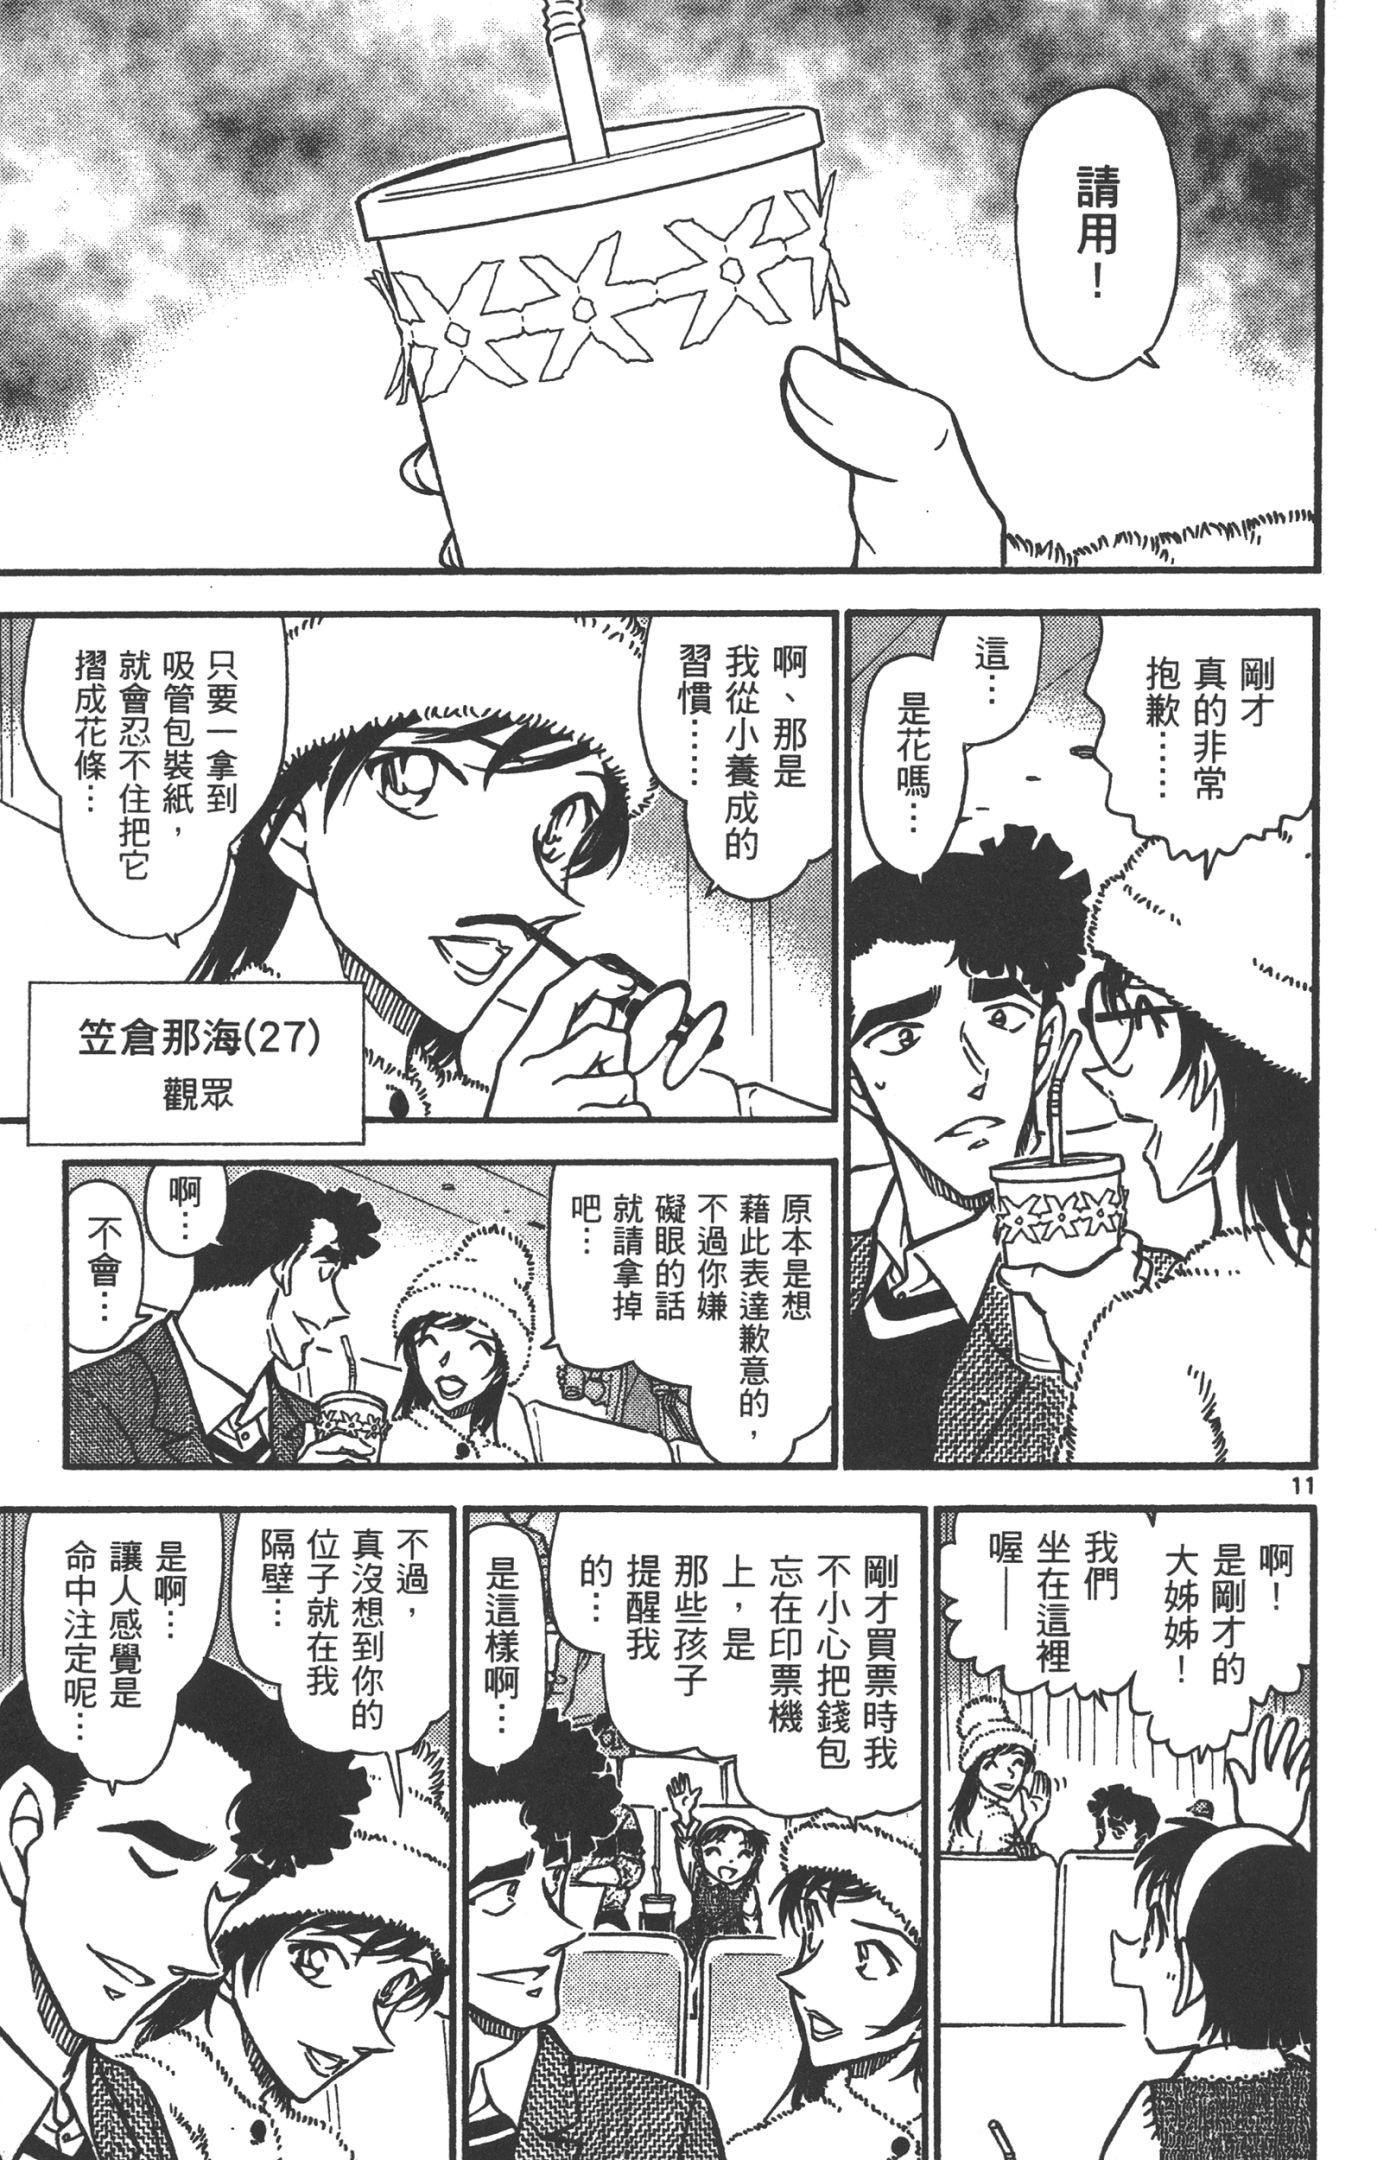 請用！
剛才
真的非常
抱歉……
這…
是花嗎…
啊、那是
我從小養成的
習慣……
只要一拿到
吸管包裝紙，
就會忍不住把它
摺成花條…
笠倉那海(27)
觀眾
原本是想
藉此表達歉意的，
不過你嫌
礙眼的話
就請拿掉
吧…
啊…
不會…
11
啊！
是剛才的
大姊姊！
我們
坐在這裡
喔——
剛才買票時我
不小心把錢包
忘在印票機
上，是
那些孩子
提醒我
的…
是這樣啊…
不過，
真沒想到你的
位子就在我
隔壁…
是啊…
讓人感覺是
命中注定呢…